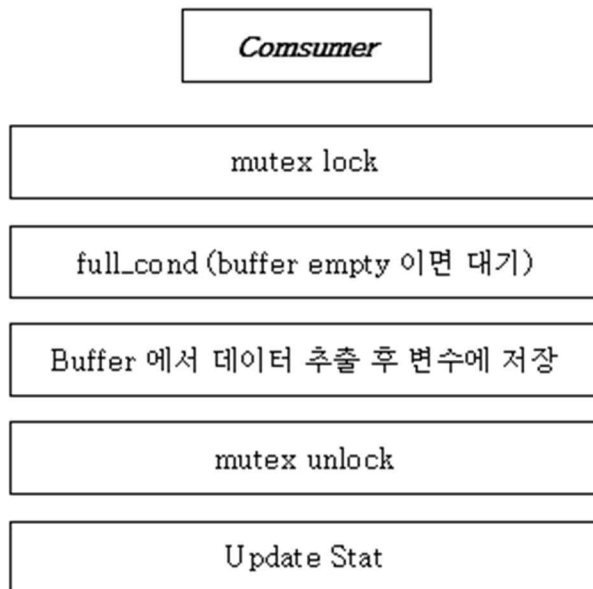 Comsumer
mutex lock
full_cond (buffer empty 이면 대기)
Buffer 에서 데이터 추출 후 변수에 저장
mutex unlock
Update Stat